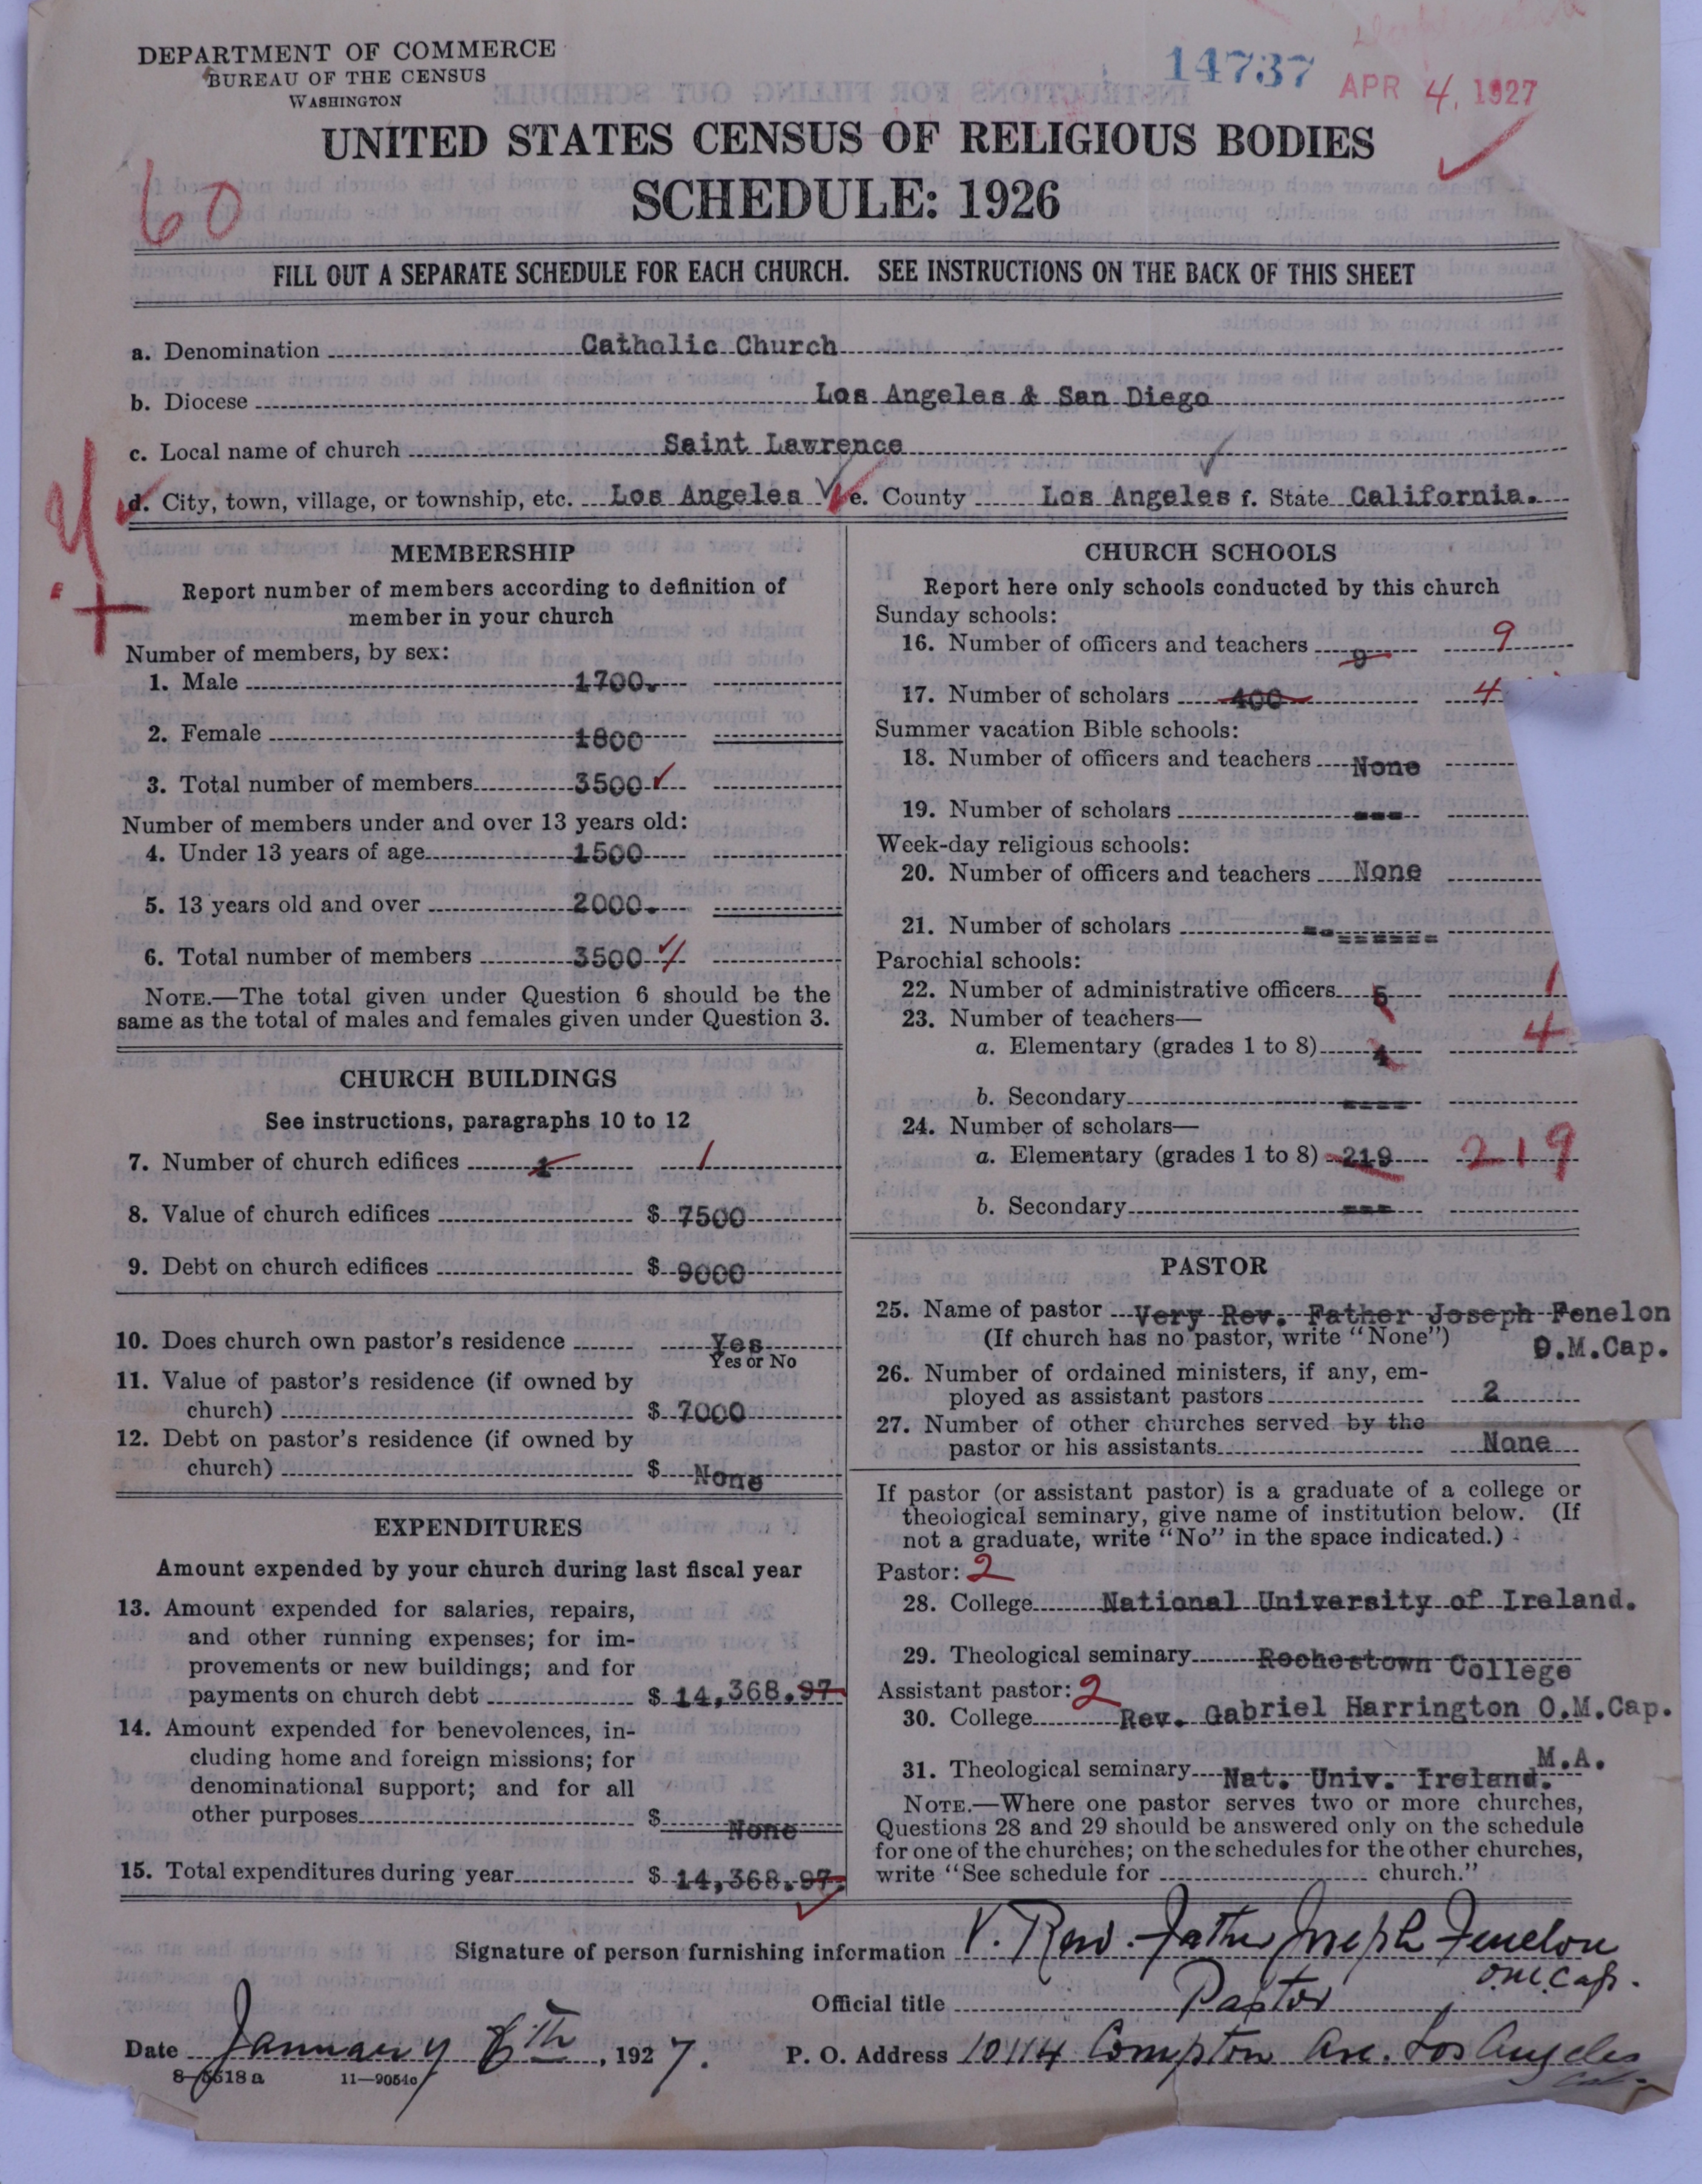 DEPARTMENT OF COMMERCE
BUREAU OF THE CENSUS
WASHINGTON
14737
APR 4, 1927
UNITED STATES CENSUS OF RELIGIOUS BODIES
SCHEDULE: 1926
60
FILL OUT A SEPARATE SCHEDULE FOR EACH CHURCH. SEE INSTRUCTIONS ON THE BACK OF THIS SHEET
a. Denomination Catholic Church
b. Diocese Los Angeles & San Diego
c. Local name of church Saint Lawrence
d. City, town, village, or township, etc. Los Angeles e. County Los Angeles f. State California.
MEMBERSHIP
Report number of members according to definition of
member in your church
Number of members, by sex:
1. Male 1700.
2. Female 1800
3. Total number of members 3500
Number of members under and over 13 years old:
4. Under 13 years of age 1500
5. 13 years old and over 2000.
6. Total number of members 3500
NOTE.—The total given under Question 6 should be the
same as the total of males and females given under Question 3.
CHURCH BUILDINGS
See instructions, paragraphs 10 to 12
7. Number of church edifices 1 1
8. Value of church edifices $ 7500
9. Debt on church edifices $ 9000
10. Does church own pastor's residence Yes
Yes or No
11. Value of pastor's residence (if owned by
church) $ 7000
12. Debt on pastor's residence (if owned by
church) $ None
EXPENDITURES
Amount expended by your church during last fiscal year
13. Amount expended for salaries, repairs,
and other running expenses; for im-
provements or new buildings; and for
payments on church debt $ 14,368.97
14. Amount expended for benevolences, in-
cluding home and foreign missions; for
denominational support; and for all
other purposes $ None
15. Total expenditures during year $ 14,368.97.
CHURCH SCHOOLS
Report here only schools conducted by this church
Sunday schools:
16. Number of officers and teachers 9 9
17. Number of scholars 400 4
Summer vacation Bible schools:
18. Number of officers and teachers None
19. Number of scholars ---
Week-day religious schools:
20. Number of officers and teachers None
21. Number of scholars
Parochial schools:
22. Number of administrative officers 5 1
23. Number of teachers—
a. Elementary (grades 1 to 8) 4
b. Secondary ----
24. Number of scholars—
a. Elementary (grades 1 to 8) 219 219
b. Secondary ---
PASTOR
25. Name of pastor Very Rev. Father Joseph Fenelon
(If church has no pastor, write "None") O.M.Cap.
26. Number of ordained ministers, if any, em-
ployed as assistant pastors 2
27. Number of other churches served by the
pastor or his assistants None
If pastor (or assistant pastor) is a graduate of a college or
theological seminary, give name of institution below. (If
not a graduate, write "No" in the space indicated.)
Pastor: 2
28. College National University of Ireland.
29. Theological seminary Rochestown College
Assistant pastor: 2
30. College Rev. Gabriel Harrington O.M.Cap.
M.A.
31. Theological seminary Nat. Univ. Ireland.
NOTE.—Where one pastor serves two or more churches,
Questions 28 and 29 should be answered only on the schedule
for one of the churches; on the schedules for the other churches,
write "See schedule for church."
Signature of person furnishing information V. Rev. Father Joseph Fenelon
O.M.Cap.
Official title Pastor
Date January 8th, 1927. P. O. Address 10114 Compton Ave. Los Angeles
Cal.
8-5518a 11-9054c